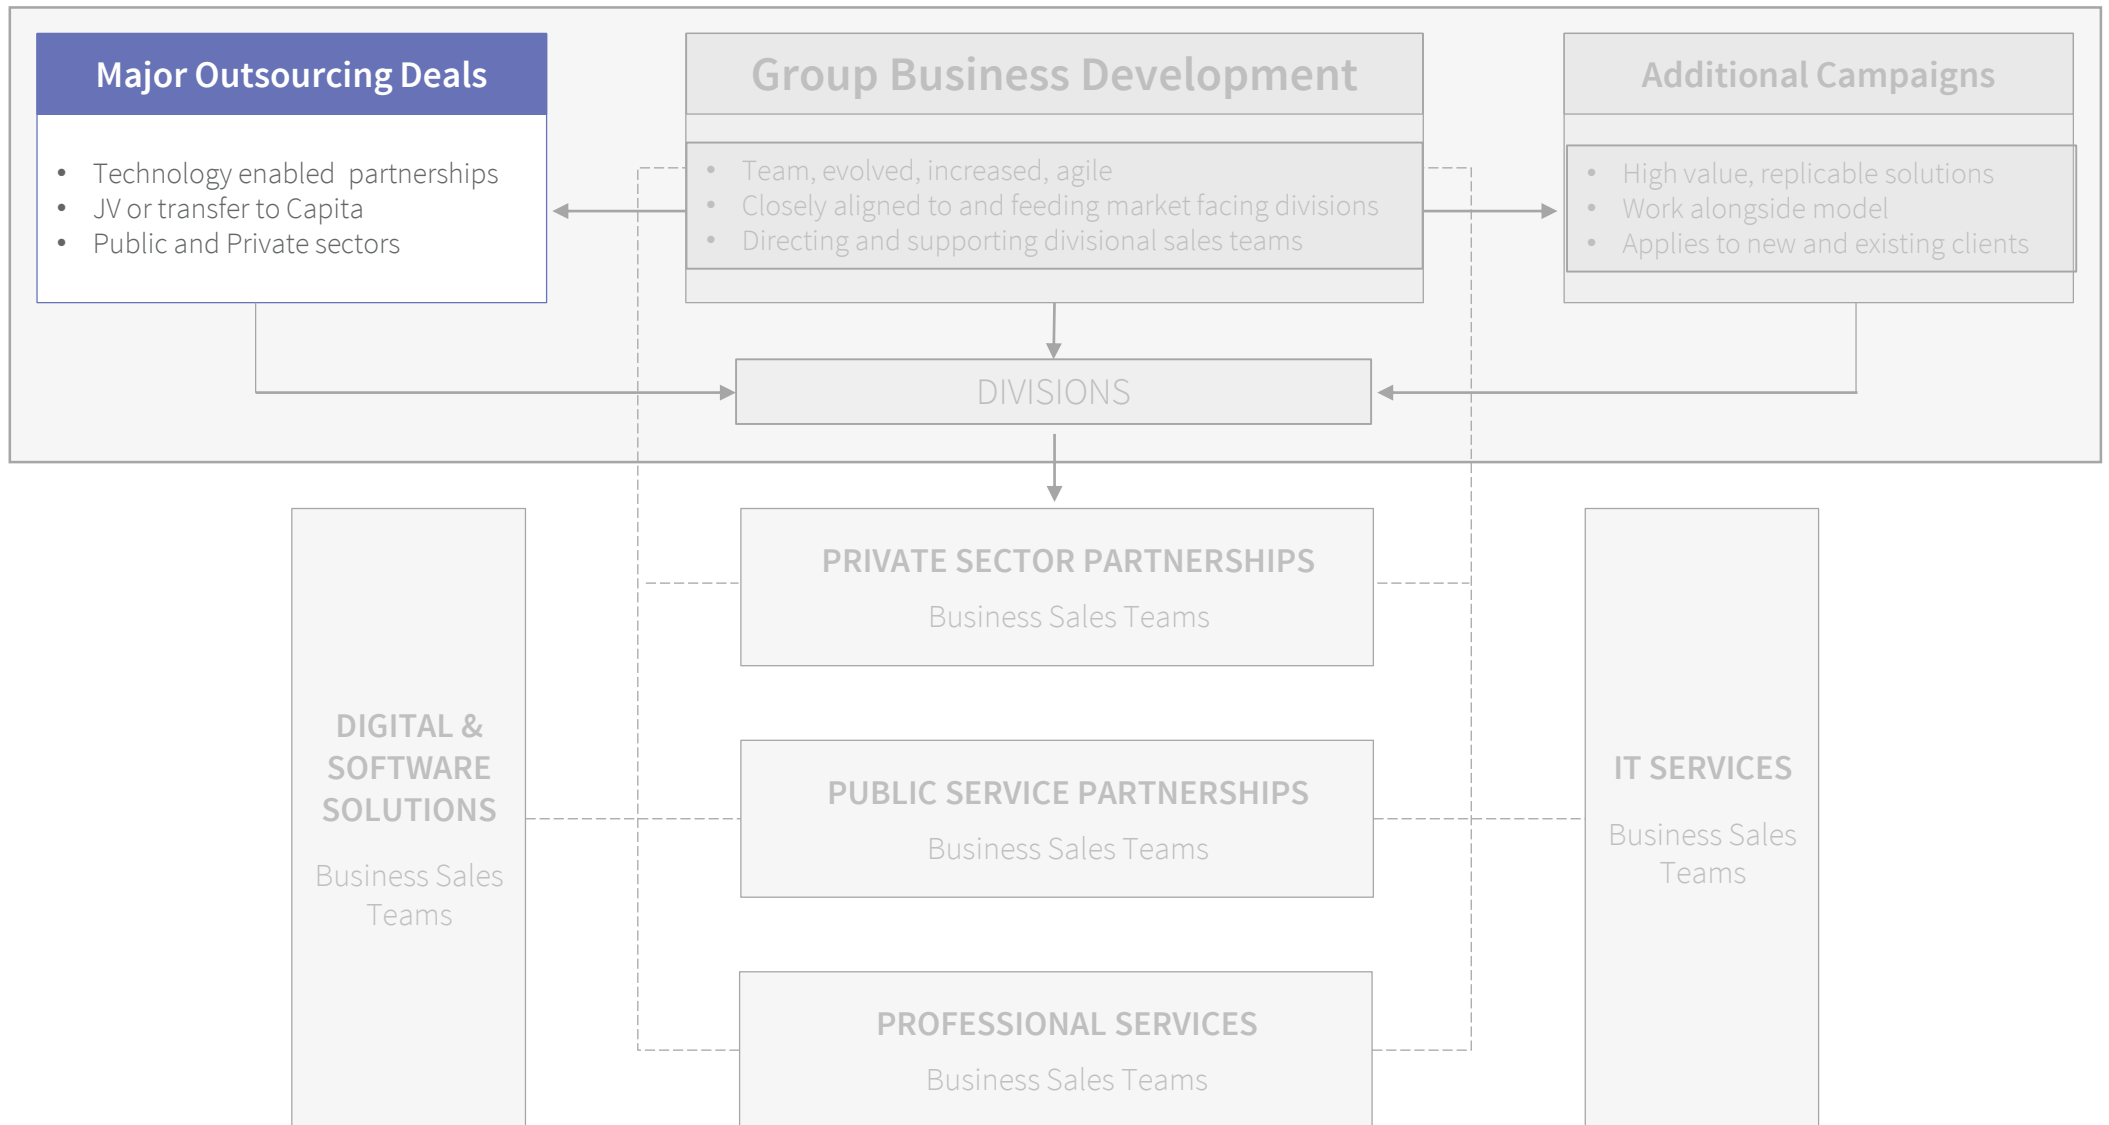 Major Outsourcing Deals
• Technology enabled  partnerships
• JV or transfer to Capita
• Public and Private sectors
Group Business Development
• Team, evolved, increased, agile
• Closely aligned to and feeding market facing divisions
• Directing and supporting divisional sales teams
Additional Campaigns
• High value, replicable solutions
• Work alongside model
• Applies to new and existing clients
DIVISIONS
DIGITAL &
SOFTWARE
SOLUTIONS
Business Sales
Teams
PRIVATE SECTOR PARTNERSHIPS
Business Sales Teams
PUBLIC SERVICE PARTNERSHIPS
Business Sales Teams
PROFESSIONAL SERVICES
Business Sales Teams
IT SERVICES
Business Sales
Teams